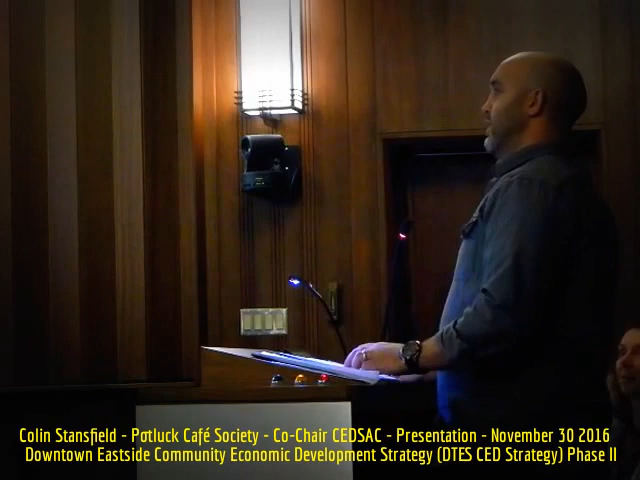 Colin Stansfield - Potluck Café Society - Co-Chair CEDSAC - Presentation - November 30 2016
Downtown Eastside Community Economic Development Strategy (DTES CED Strategy) Phase II